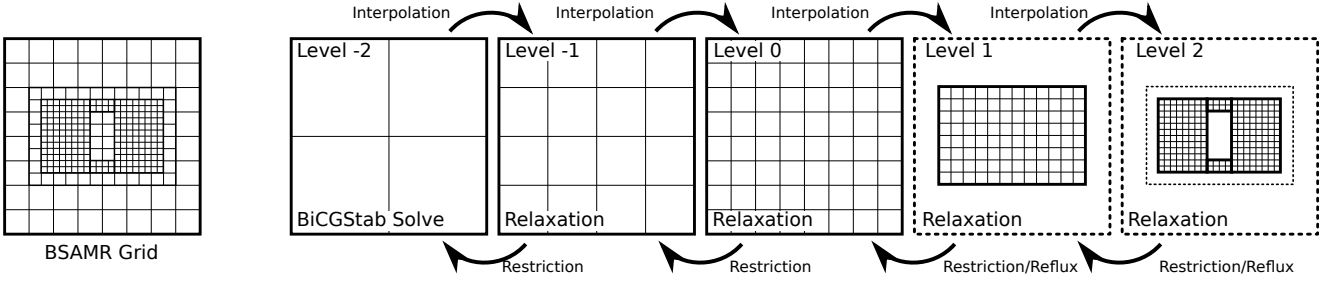 Interpolation
Interpolation
Interpolation
Interpolation
Level -2
Level -1
Level 0
Level 1
Level 2
BiCGStab Solve
Relaxation
Relaxation
Relaxation
Relaxation
BSAMR Grid
Restriction
Restriction
Restriction/Reflux
Restriction/Reflux